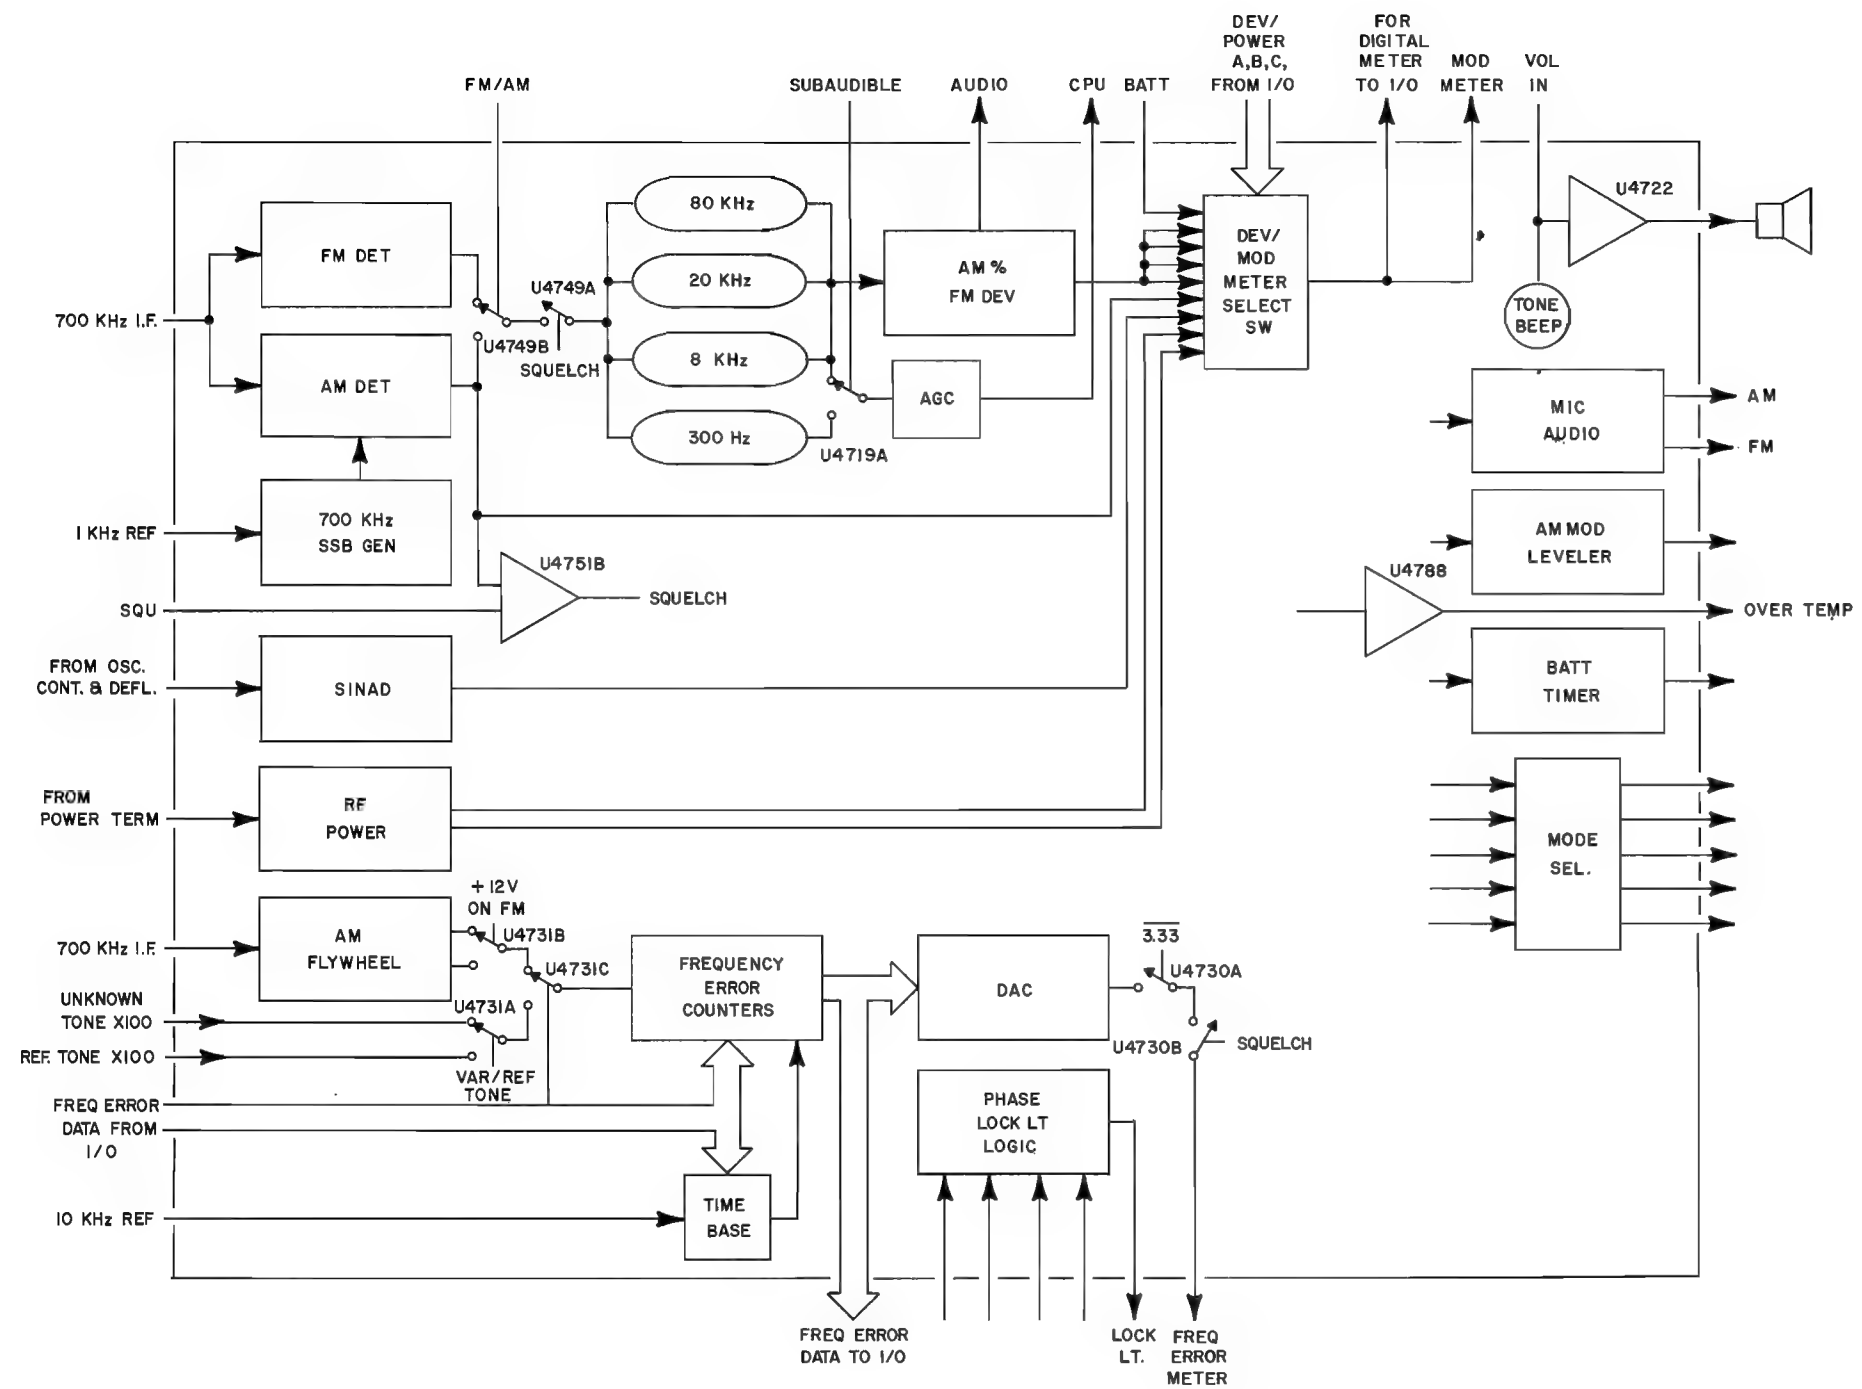 DEV/
POWER
A,B,C,
FROM I/O
FOR
DIGITAL
METER
TO I/O
MOD
METER
VOL
IN
FM/AM
SUBAUDIBLE
AUDIO
CPU
BATT
U4722
80 KHz
FM DET
DEV/
MOD
METER
SELECT
SW
AM %
FM DEV
20 KHz
U4749A
TONE
BEEP
700 KHz I.F.
U4749B
SQUELCH
8 KHz
AM DET
AGC
MIC
AUDIO
AM
FM
300 Hz
U4719A
1 KHz REF
700 KHz
SSB GEN
AM MOD
LEVELER
U4751B
SQUELCH
U4788
SQU
OVER TEMP
FROM OSC.
CONT. & DEFL.
SINAD
BATT
TIMER
FROM
POWER TERM
RF
POWER
MODE
SEL.
+12V
ON FM
700 KHz I.F.
AM
FLYWHEEL
U4731B
U4731C
FREQUENCY
ERROR
COUNTERS
DAC
3.33
U4730A
UNKNOWN
TONE X100
U4731A
REF. TONE X100
VAR/REF
TONE
U4730B
SQUELCH
FREQ ERROR
DATA FROM
I/O
PHASE
LOCK LT
LOGIC
10 KHz REF
TIME
BASE
FREQ ERROR
DATA TO I/O
LOCK
LT.
FREQ
ERROR
METER